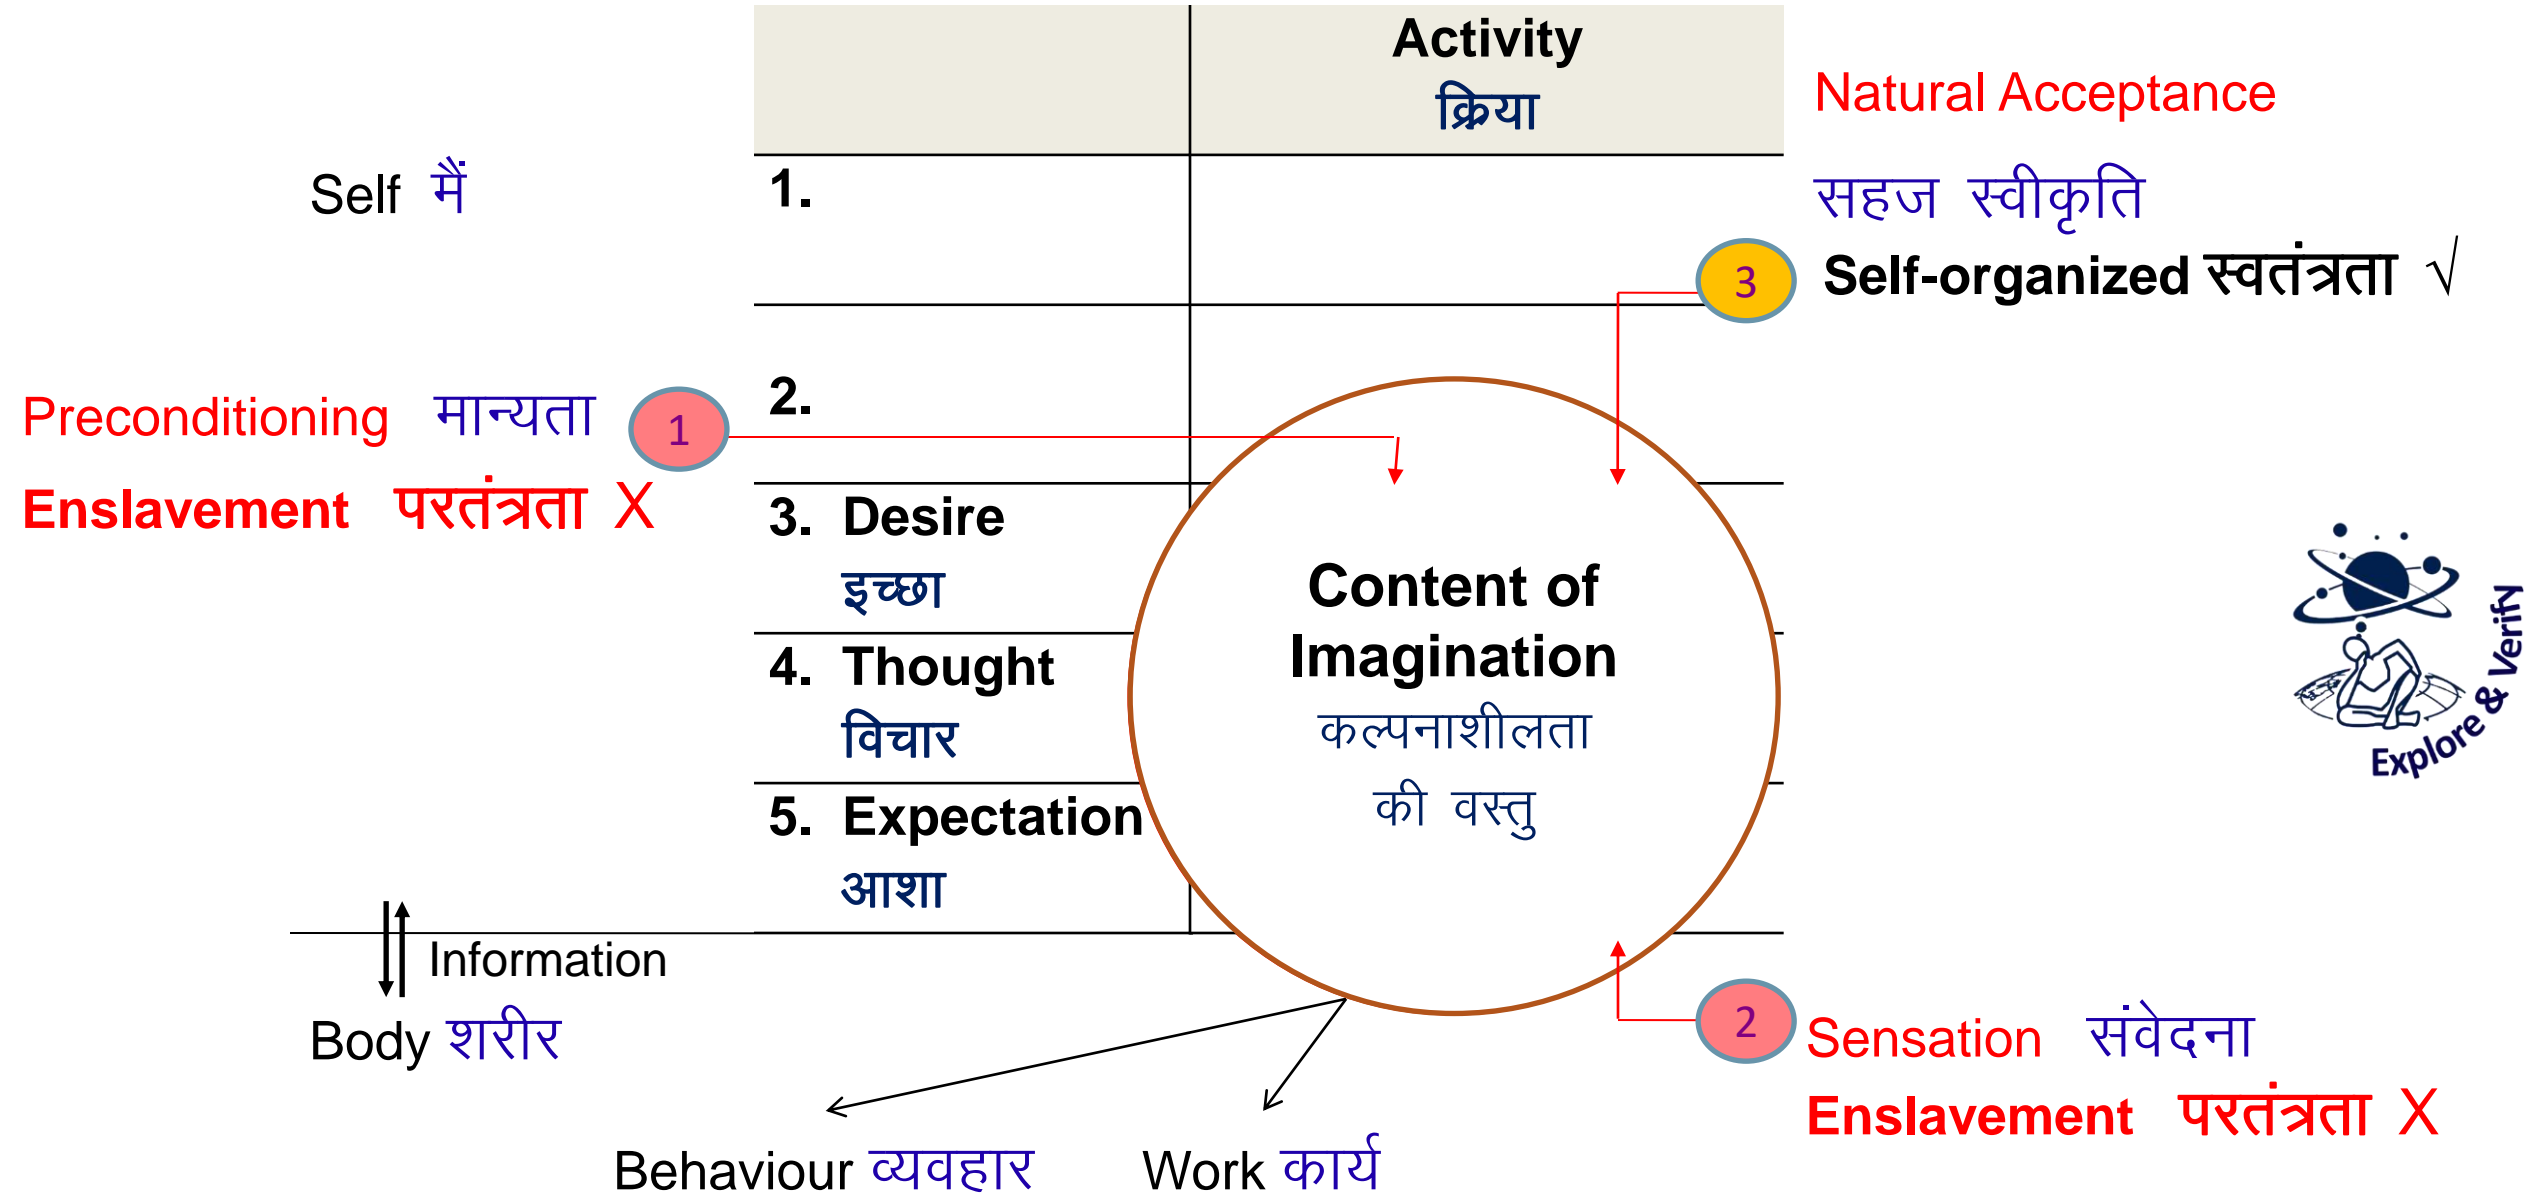 Activity
क्रिया
Natural Acceptance
सहज स्वीकृति
3 Self-organized स्वतंत्रता √
Self मैं
1.
2.
Preconditioning मान्यता 1
Enslavement परतंत्रता X
3. Desire
इच्छा
4. Thought
विचार
5. Expectation
आशा
Content of
Imagination
कल्पनाशीलता
की वस्तु
Explore & Verify
Information
Body शरीर
2 Sensation संवेदना
Enslavement परतंत्रता X
Behaviour व्यवहार Work कार्य